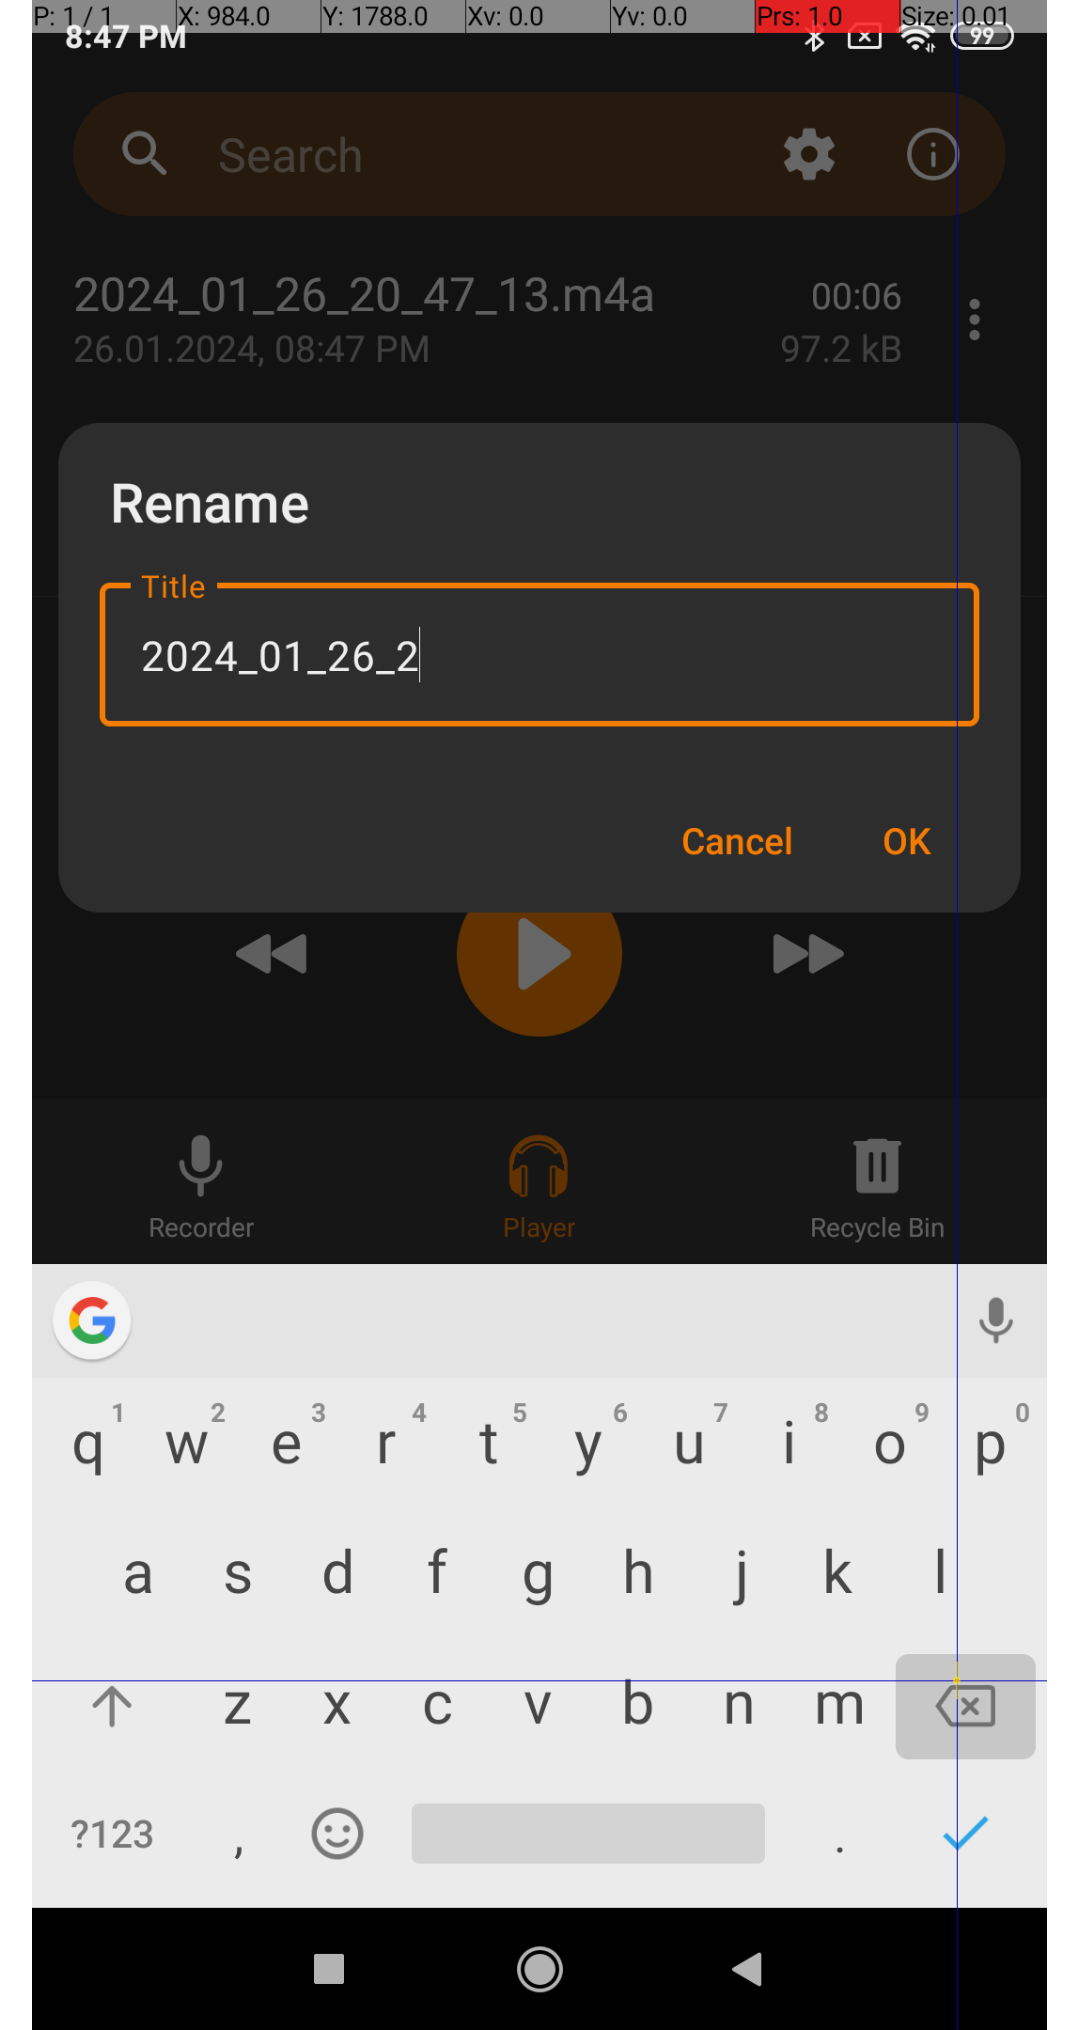 P: 1 / 1 X: 984.0 Y: 1788.0 Xv: 0.0 Yv: 0.0 Prs: 1.0 Size: 0.01
8:47 PM 99
Search
2024_01_26_20_47_13.m4a 00:06
26.01.2024, 08:47 PM 97.2 kB
Rename
Title
2024_01_26_2
Cancel OK
Recorder Player Recycle Bin
1 2 3 4 5 6 7 8 9 0
q w e r t y u i o p
a s d f g h j k l
z x c v b n m
?123 , .